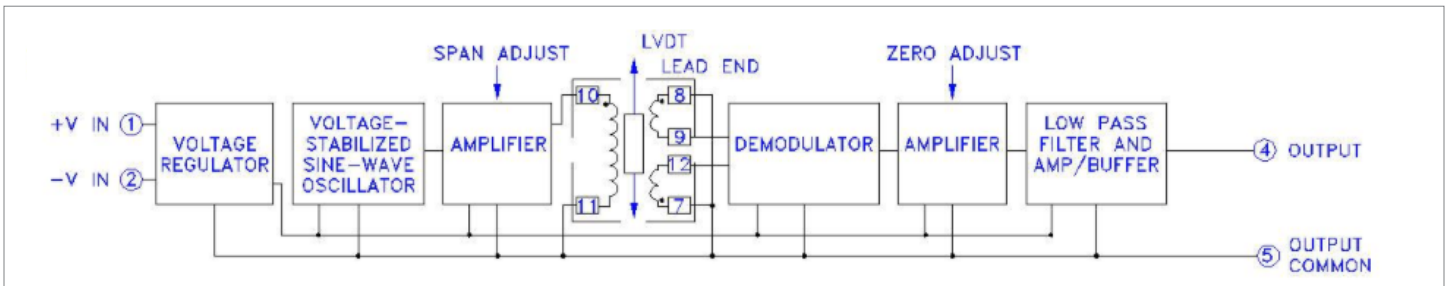 SPAN ADJUST
LVDT
LEAD END
ZERO ADJUST
+V IN 1
-V IN 2
VOLTAGE
REGULATOR
VOLTAGE-
STABILIZED
SINE-WAVE
OSCILLATOR
AMPLIFIER
10
11
8
9
12
7
DEMODULATOR
AMPLIFIER
LOW PASS
FILTER AND
AMP/BUFFER
4 OUTPUT
5 OUTPUT
COMMON